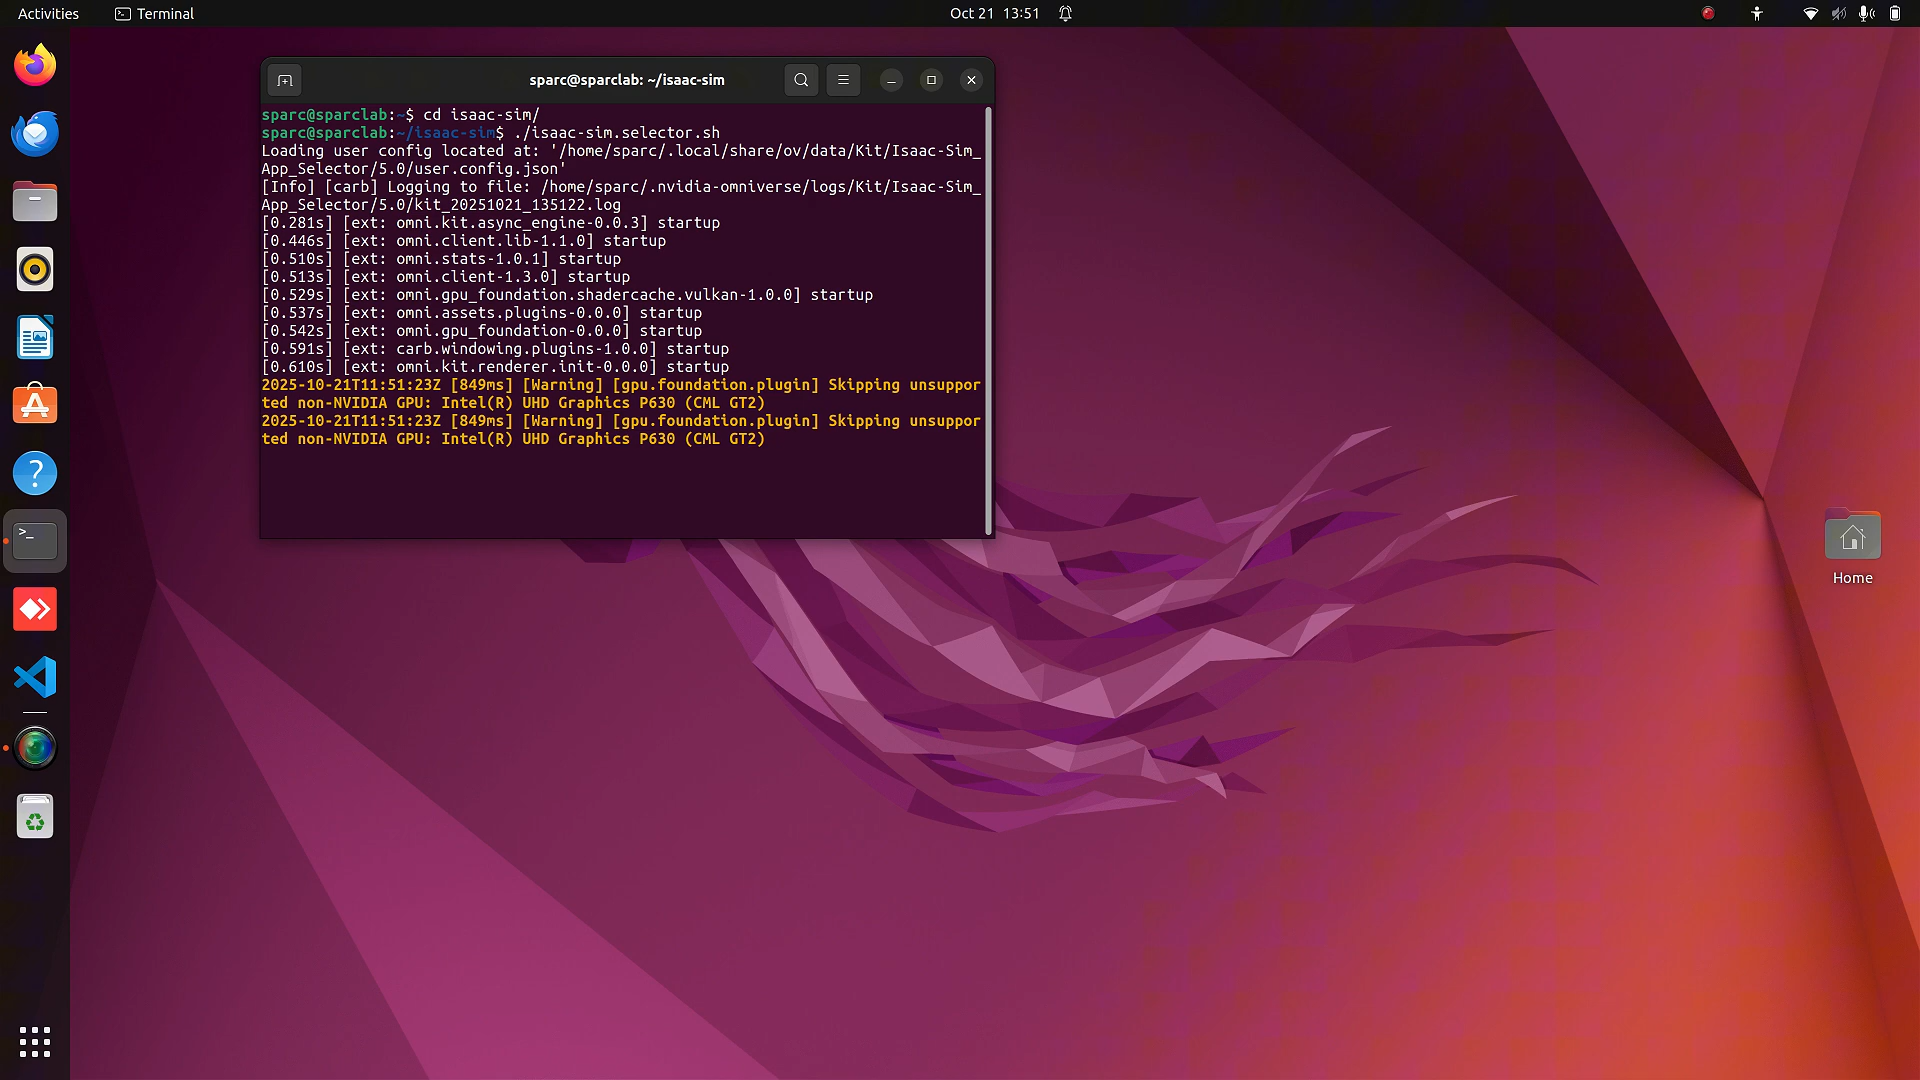 Activities
Terminal
Oct 21 13:51
sparc@sparclab: ~/isaac-sim
sparc@sparclab:~$ cd isaac-sim/
sparc@sparclab:~/isaac-sim$ ./isaac-sim.selector.sh
Loading user config located at: '/home/sparc/.local/share/ov/data/Kit/Isaac-Sim_
App_Selector/5.0/user.config.json'
[Info] [carb] Logging to file: /home/sparc/.nvidia-omniverse/logs/Kit/Isaac-Sim_
App_Selector/5.0/kit_20251021_135122.log
[0.281s] [ext: omni.kit.async_engine-0.0.3] startup
[0.446s] [ext: omni.client.lib-1.1.0] startup
[0.510s] [ext: omni.stats-1.0.1] startup
[0.513s] [ext: omni.client-1.3.0] startup
[0.529s] [ext: omni.gpu_foundation.shadercache.vulkan-1.0.0] startup
[0.537s] [ext: omni.assets.plugins-0.0.0] startup
[0.542s] [ext: omni.gpu_foundation-0.0.0] startup
[0.591s] [ext: carb.windowing.plugins-1.0.0] startup
[0.610s] [ext: omni.kit.renderer.init-0.0.0] startup
2025-10-21T11:51:23Z [849ms] [Warning] [gpu.foundation.plugin] Skipping unsuppor
ted non-NVIDIA GPU: Intel(R) UHD Graphics P630 (CML GT2)
2025-10-21T11:51:23Z [849ms] [Warning] [gpu.foundation.plugin] Skipping unsuppor
ted non-NVIDIA GPU: Intel(R) UHD Graphics P630 (CML GT2)
Home